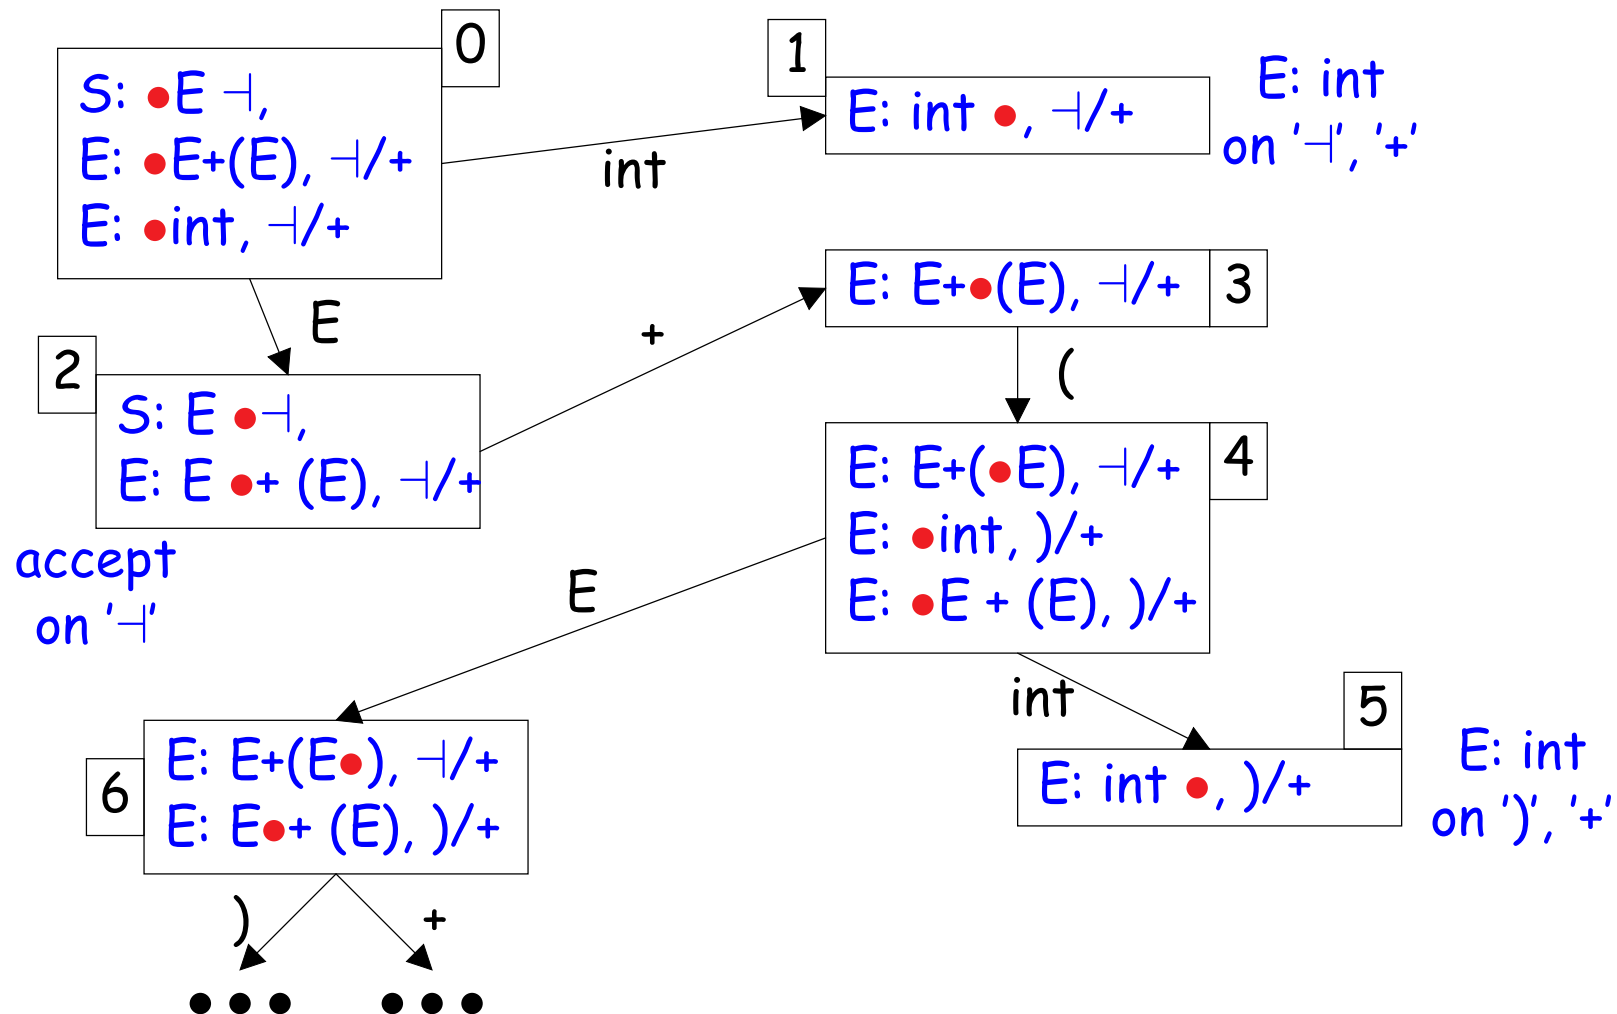 0
S: •E ⊣,
E: •E+(E), ⊣/+
E: •int, ⊣/+
int
1
E: int •, ⊣/+
E: int
on '⊣', '+'
E
2
S: E •⊣,
E: E •+ (E), ⊣/+
accept
on '⊣'
+
E: E+•(E), ⊣/+
3
(
E: E+(•E), ⊣/+
E: •int, )/+
E: •E + (E), )/+
4
E
int
5
E: int •, )/+
E: int
on ')', '+'
6
E: E+(E•), ⊣/+
E: E•+ (E), )/+
)
+
••• •••